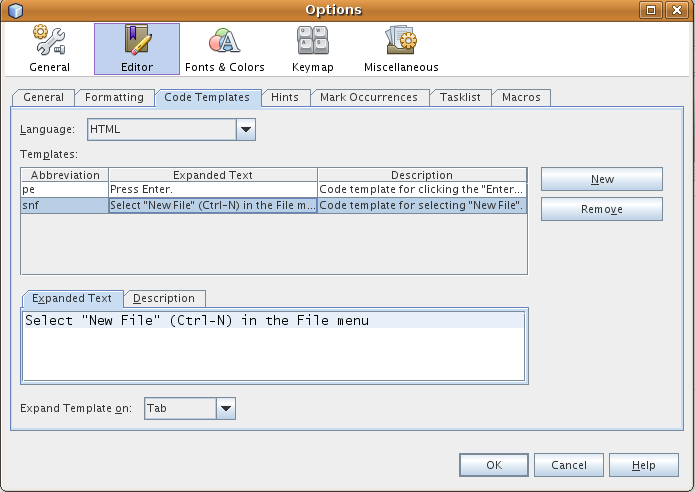 Options
General Editor Fonts & Colors Keymap Miscellaneous
General Formatting Code Templates Hints Mark Occurrences Tasklist Macros
Language: HTML
Templates:
Abbreviation Expanded Text Description
pe Press Enter. Code template for clicking the "Enter...
snf Select "New File" (Ctrl-N) in the File m... Code template for selecting "New File".
New
Remove
Expanded Text Description
Select "New File" (Ctrl-N) in the File menu
Expand Template on: Tab
OK Cancel Help